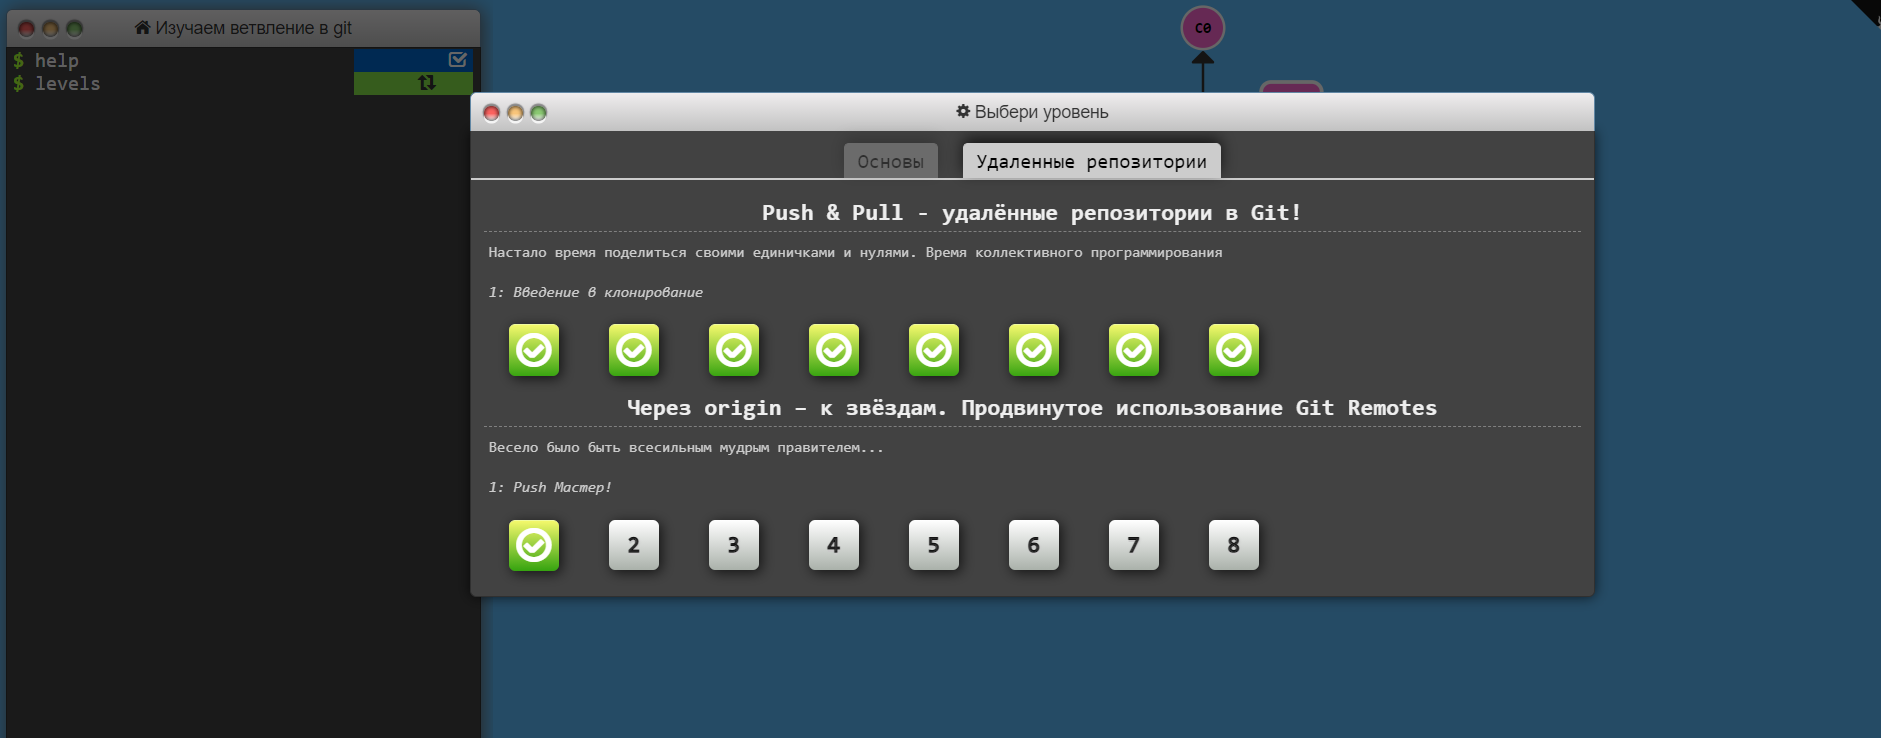 Изучаем ветвление в git
$ help
$ levels
C0
Выбери уровень
Основы
Удаленные репозитории
Push & Pull - удалённые репозитории в Git!
Настало время поделиться своими единичками и нулями. Время коллективного программирования
1: Введение в клонирование
Через origin – к звёздам. Продвинутое использование Git Remotes
Весело было быть всесильным мудрым правителем...
1: Push Мастер!
2 3 4 5 6 7 8